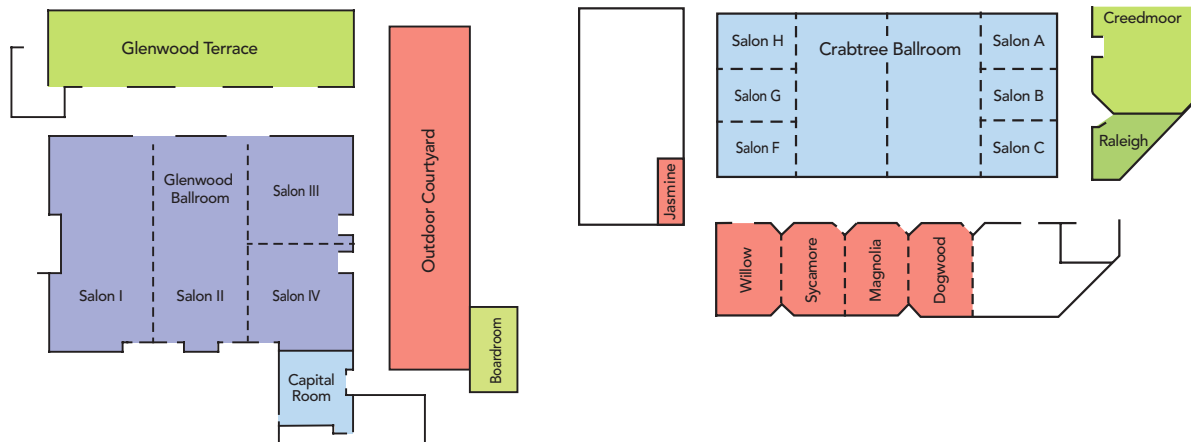 Glenwood Terrace
Glenwood
Ballroom
Salon III
Salon I
Salon II
Salon IV
Capital
Room
Outdoor Courtyard
Boardroom
Jasmine
Salon H
Crabtree Ballroom
Salon A
Salon G
Salon B
Salon F
Salon C
Creedmoor
Raleigh
Willow
Sycamore
Magnolia
Dogwood